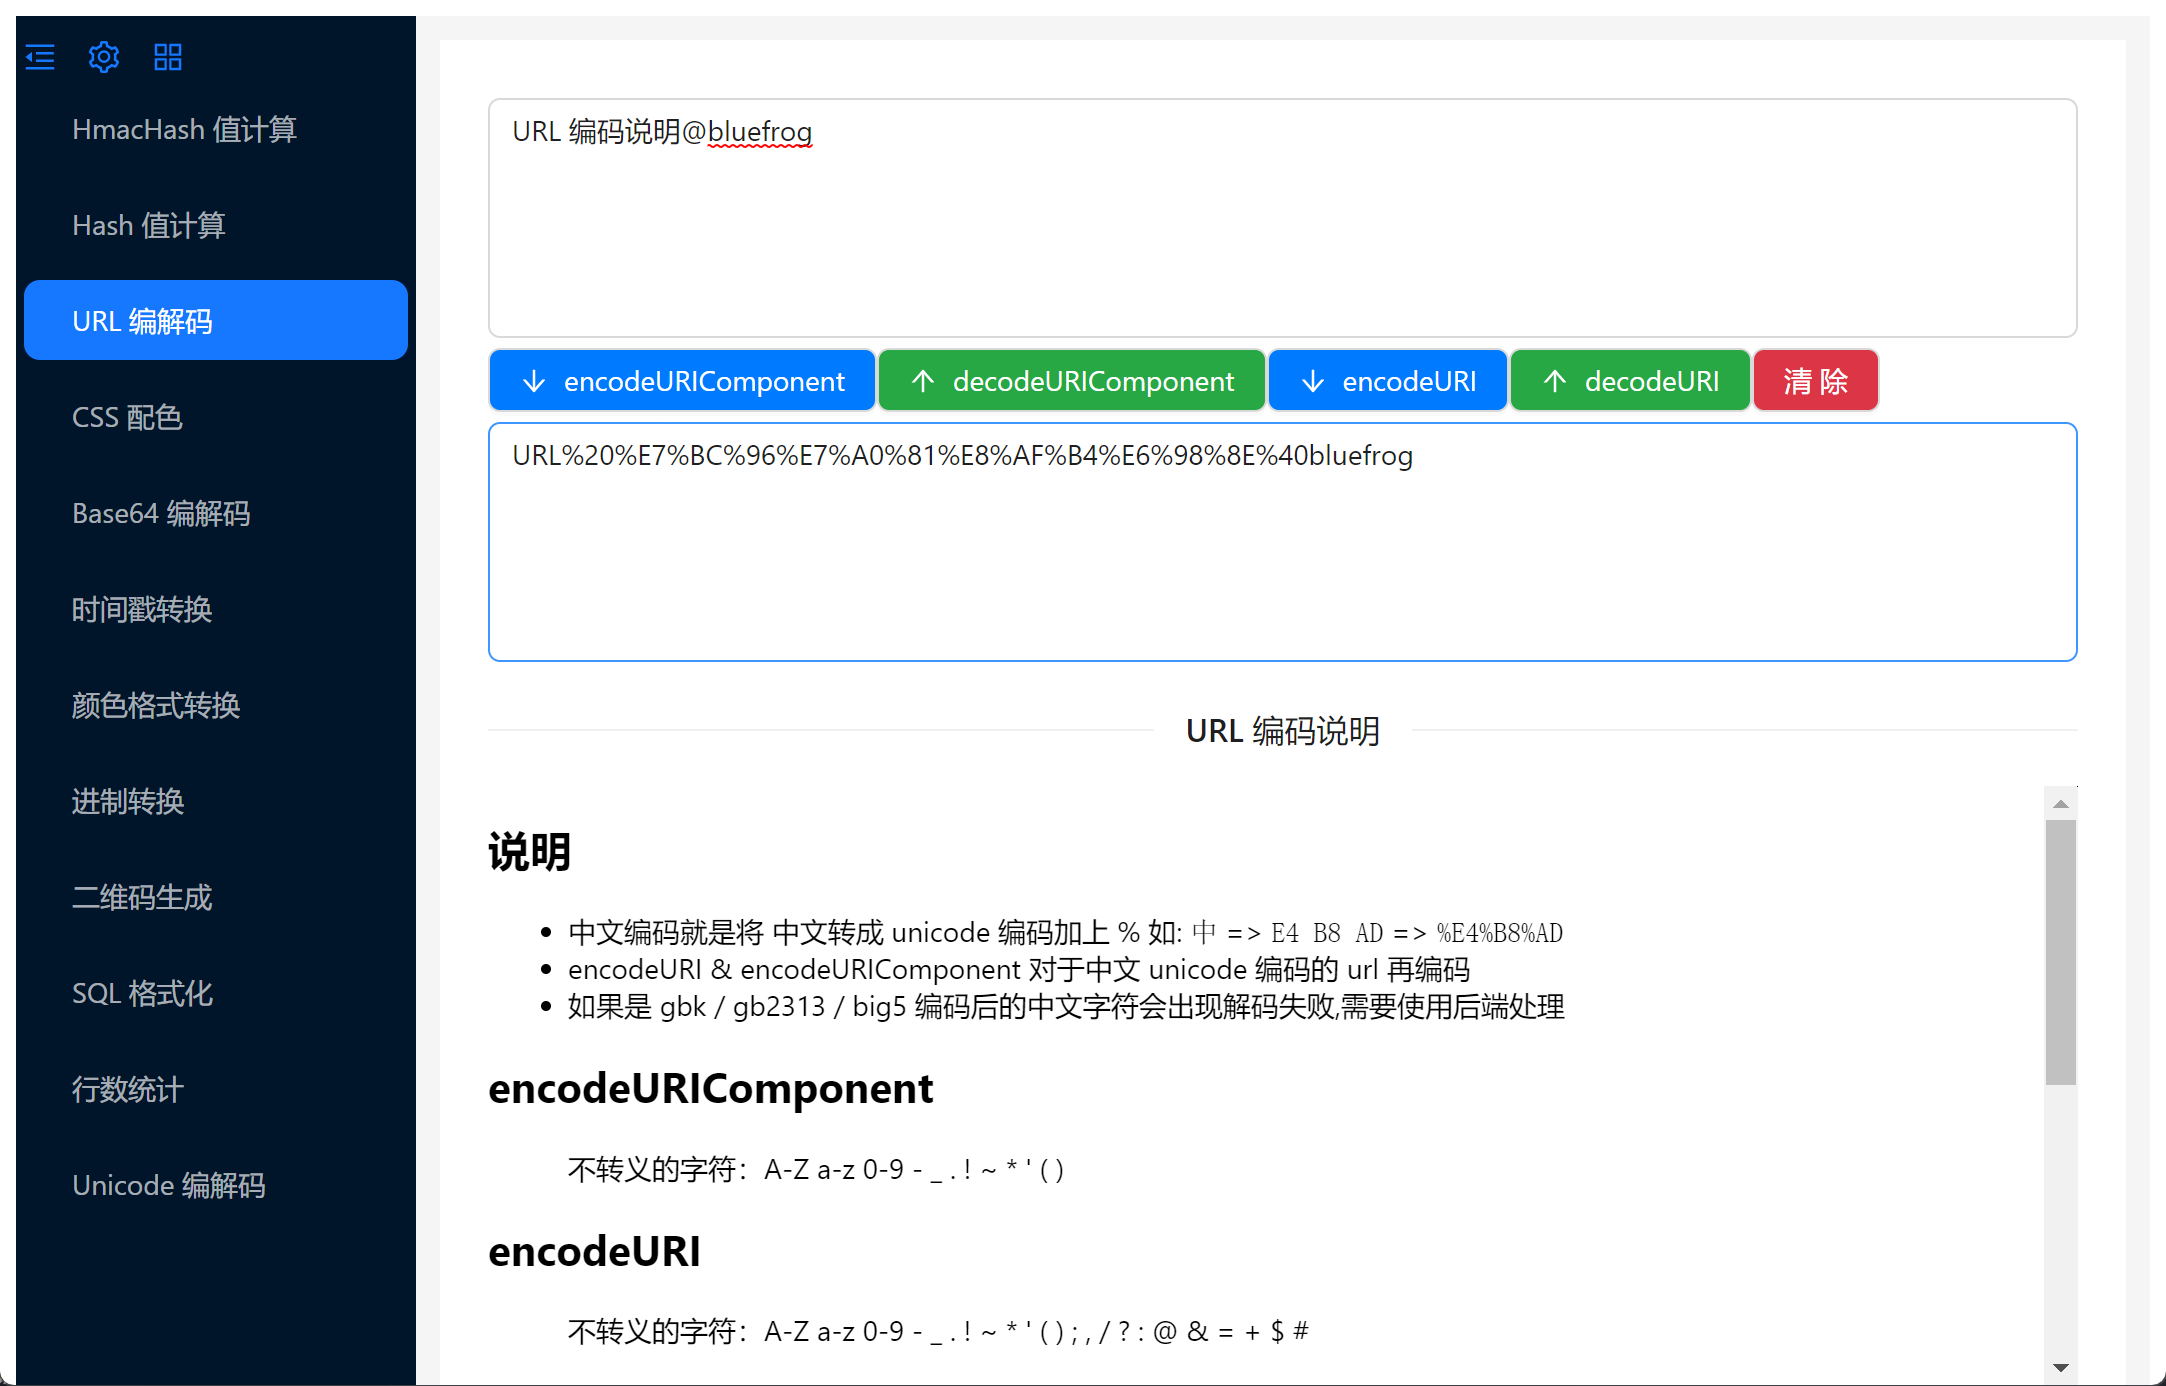 HmacHash 值计算
Hash 值计算
URL 编解码
CSS 配色
Base64 编解码
时间戳转换
颜色格式转换
进制转换
二维码生成
SQL 格式化
行数统计
Unicode 编解码
URL 编码说明@bluefrog
encodeURIComponent decodeURIComponent encodeURI decodeURI 清 除
URL%20%E7%BC%96%E7%A0%81%E8%AF%B4%E6%98%8E%40bluefrog
URL 编码说明
说明
中文编码就是将 中文转成 unicode 编码加上 % 如: 中 => E4 B8 AD => %E4%B8%AD
encodeURI & encodeURIComponent 对于中文 unicode 编码的 url 再编码
如果是 gbk / gb2313 / big5 编码后的中文字符会出现解码失败,需要使用后端处理
encodeURIComponent
不转义的字符：A-Z a-z 0-9 - _ . ! ~ * ' ( )
encodeURI
不转义的字符：A-Z a-z 0-9 - _ . ! ~ * ' ( ) ; , / ? : @ & = + $ #